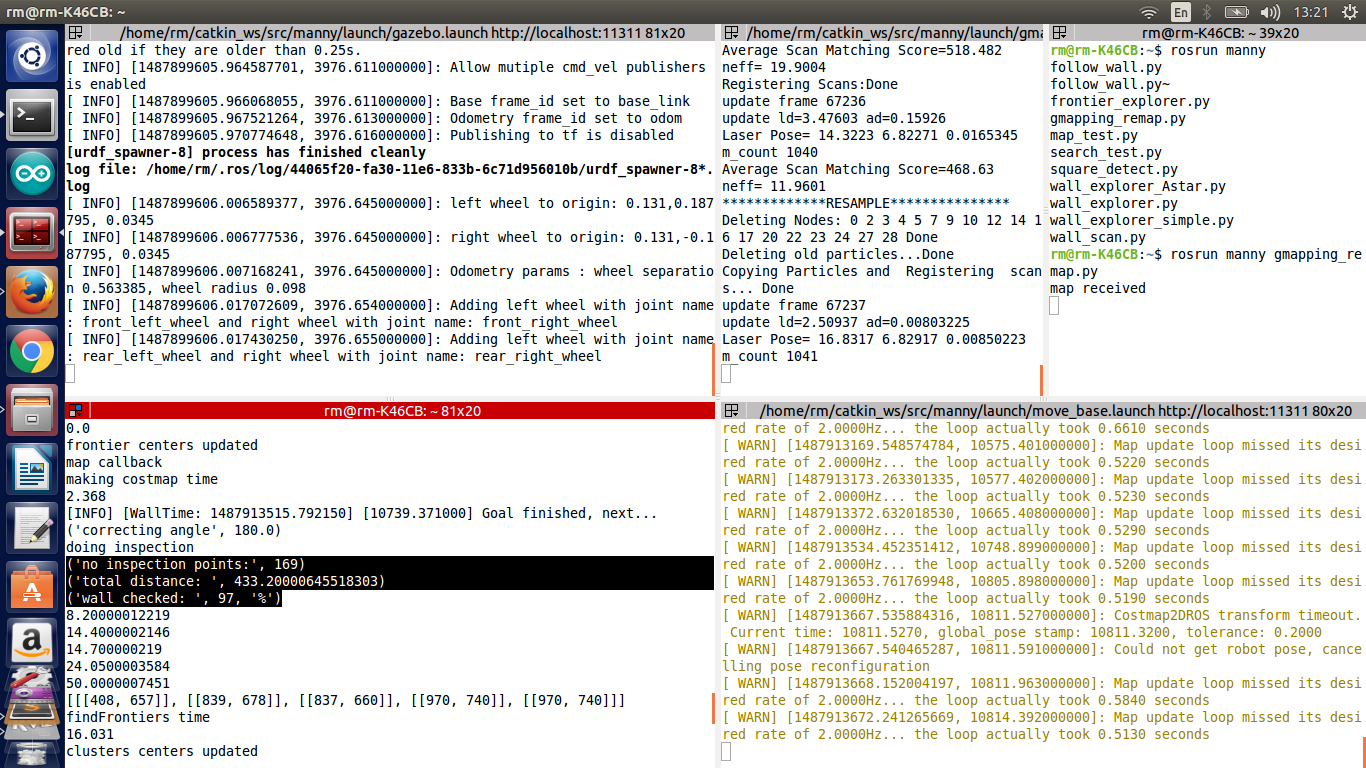 rm@rm-K46CB: ~
En
13:21
/home/rm/catkin_ws/src/manny/launch/gazebo.launch http://localhost:11311 81x20
red old if they are older than 0.25s.
[ INFO] [1487899605.964587701, 3976.611000000]: Allow mutiple cmd_vel publishers
is enabled
[ INFO] [1487899605.966068055, 3976.611000000]: Base frame_id set to base_link
[ INFO] [1487899605.967521264, 3976.613000000]: Odometry frame_id set to odom
[ INFO] [1487899605.970774648, 3976.616000000]: Publishing to tf is disabled
[urdf_spawner-8] process has finished cleanly
log file: /home/rm/.ros/log/44065f20-fa30-11e6-833b-6c71d956010b/urdf_spawner-8*.
log
[ INFO] [1487899606.006589377, 3976.645000000]: left wheel to origin: 0.131,0.187
795, 0.0345
[ INFO] [1487899606.006777536, 3976.645000000]: right wheel to origin: 0.131,-0.1
87795, 0.0345
[ INFO] [1487899606.007168241, 3976.645000000]: Odometry params : wheel separatio
n 0.563385, wheel radius 0.098
[ INFO] [1487899606.017072609, 3976.654000000]: Adding left wheel with joint name
: front_left_wheel and right wheel with joint name: front_right_wheel
[ INFO] [1487899606.017430250, 3976.655000000]: Adding left wheel with joint name
: rear_left_wheel and right wheel with joint name: rear_right_wheel
/home/rm/catkin_ws/src/manny/launch/gma
Average Scan Matching Score=518.482
neff= 19.9004
Registering Scans:Done
update frame 67236
update ld=3.47603 ad=0.15926
Laser Pose= 14.3223 6.82271 0.0165345
m_count 1040
Average Scan Matching Score=468.63
neff= 11.9601
*************RESAMPLE***************
Deleting Nodes: 0 2 3 4 5 7 9 10 12 14 1
6 17 20 22 23 24 27 28 Done
Deleting old particles...Done
Copying Particles and  Registering  scan
s... Done
update frame 67237
update ld=2.50937 ad=0.00803225
Laser Pose= 16.8317 6.82917 0.00850223
m_count 1041
rm@rm-K46CB: ~ 39x20
rm@rm-K46CB:~$ rosrun manny
follow_wall.py
follow_wall.py~
frontier_explorer.py
gmapping_remap.py
map_test.py
search_test.py
square_detect.py
wall_explorer_Astar.py
wall_explorer.py
wall_explorer_simple.py
wall_scan.py
rm@rm-K46CB:~$ rosrun manny gmapping_re
map.py
map received
rm@rm-K46CB: ~ 81x20
0.0
frontier centers updated
map callback
making costmap time
2.368
[INFO] [WallTime: 1487913515.792150] [10739.371000] Goal finished, next...
('correcting angle', 180.0)
doing inspection
('no inspection points:', 169)
('total distance: ', 433.20000645518303)
('wall checked: ', 97, '%')
8.20000012219
14.4000002146
14.700000219
24.0500003584
50.0000007451
[[[408, 657]], [[839, 678]], [[837, 660]], [[970, 740]], [[970, 740]]]
findFrontiers time
16.031
clusters centers updated
/home/rm/catkin_ws/src/manny/launch/move_base.launch http://localhost:11311 80x20
red rate of 2.0000Hz... the loop actually took 0.6610 seconds
[ WARN] [1487913169.548574784, 10575.401000000]: Map update loop missed its desi
red rate of 2.0000Hz... the loop actually took 0.5220 seconds
[ WARN] [1487913173.263301335, 10577.402000000]: Map update loop missed its desi
red rate of 2.0000Hz... the loop actually took 0.5230 seconds
[ WARN] [1487913372.632018530, 10665.408000000]: Map update loop missed its desi
red rate of 2.0000Hz... the loop actually took 0.5290 seconds
[ WARN] [1487913534.452351412, 10748.899000000]: Map update loop missed its desi
red rate of 2.0000Hz... the loop actually took 0.5200 seconds
[ WARN] [1487913653.761769948, 10805.898000000]: Map update loop missed its desi
red rate of 2.0000Hz... the loop actually took 0.5190 seconds
[ WARN] [1487913667.535884316, 10811.527000000]: Costmap2DROS transform timeout.
Current time: 10811.5270, global_pose stamp: 10811.3200, tolerance: 0.2000
[ WARN] [1487913667.540465287, 10811.591000000]: Could not get robot pose, cance
lling pose reconfiguration
[ WARN] [1487913668.152004197, 10811.963000000]: Map update loop missed its desi
red rate of 2.0000Hz... the loop actually took 0.5840 seconds
[ WARN] [1487913672.241265669, 10814.392000000]: Map update loop missed its desi
red rate of 2.0000Hz... the loop actually took 0.5130 seconds